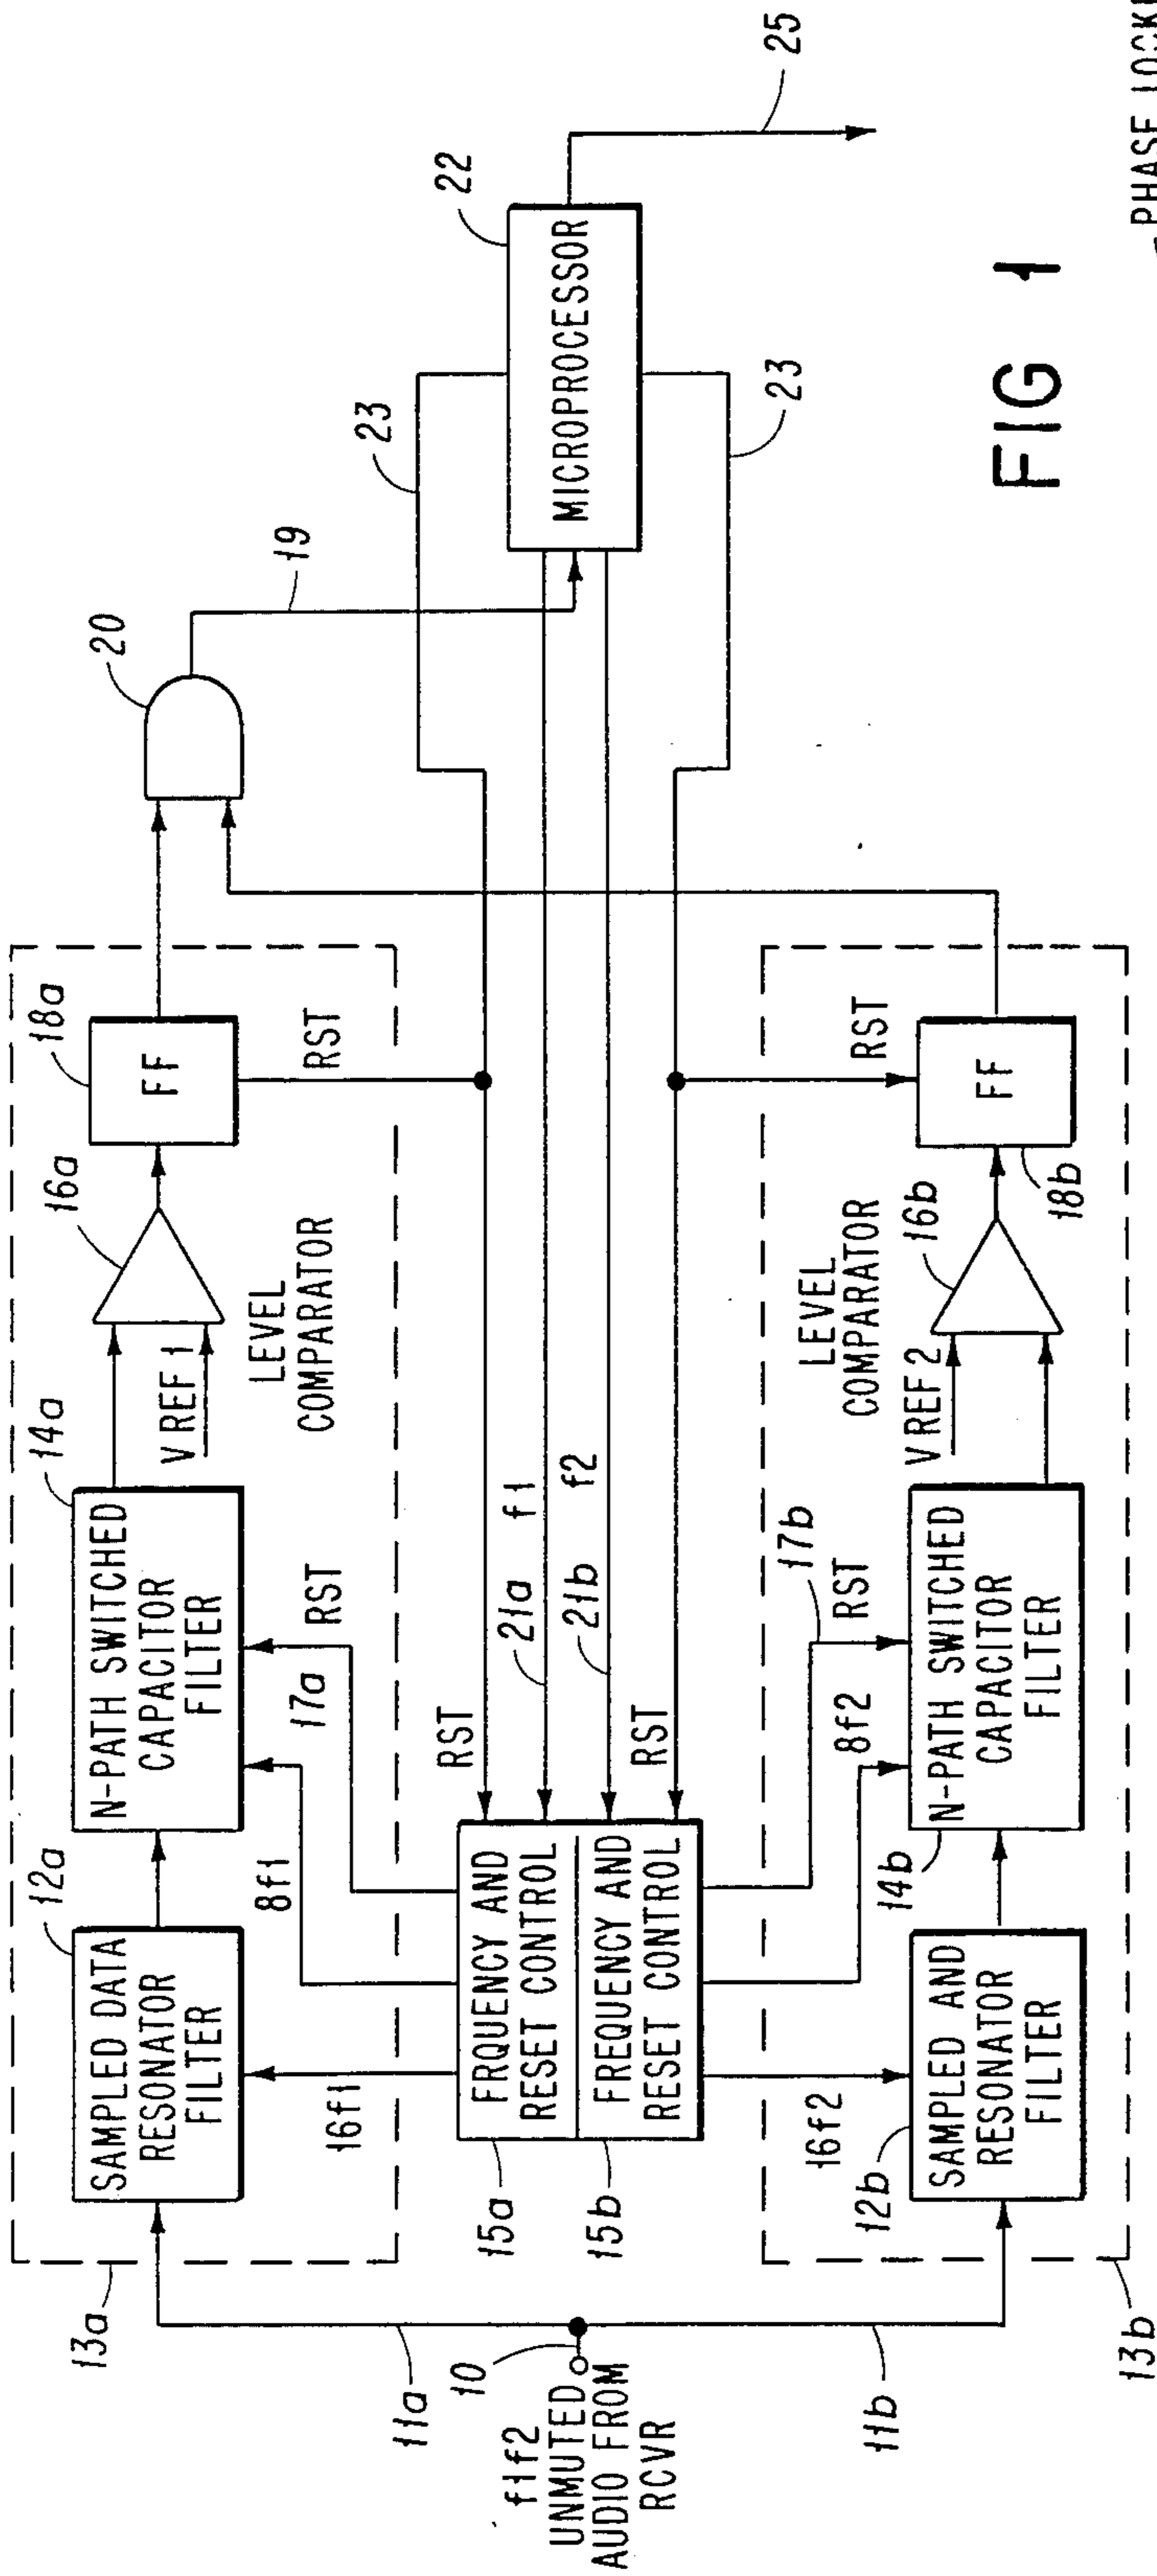 13a
12a
SAMPLED DATA
RESONATOR
FILTER
14a
N-PATH SWITCHED
CAPACITOR
FILTER
16a
V REF 1
LEVEL
COMPARATOR
18a
FF
RST
20
19
16f1
8f1
17a
RST
11a
10
f1f2
UNMUTED
AUDIO FROM
RCVR
11b
15a
FRQUENCY AND
RESET CONTROL
15b
FREQUENCY AND
RESET CONTROL
RST
21a
f1
21b
f2
RST
23
22
MICROPROCESSOR
23
25
16f2
8f2
17b
RST
12b
SAMPLED AND
RESONATOR
FILTER
14b
N-PATH SWITCHED
CAPACITOR
FILTER
LEVEL
COMPARATOR
V REF 2
16b
RST
FF
18b
13b
FIG 1
PHASE